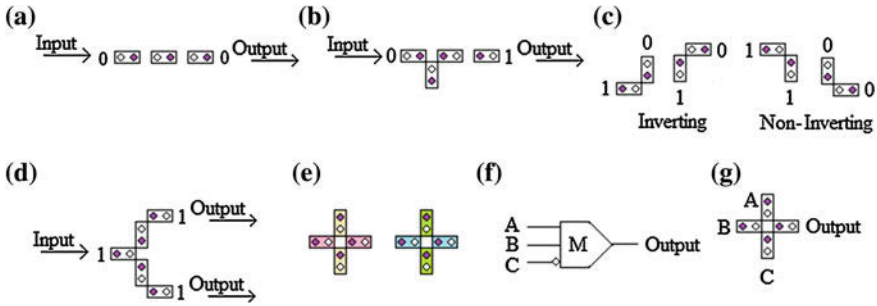 (a)
Input
0
0
Output
(b)
Input
0
1
Output
(c)
0
1
0
1
Inverting
1
1
0
0
Non-Inverting
(d)
Input
1
1
Output
1
Output
(e)
(f)
A
B
C
M
Output
(g)
A
B
Output
C